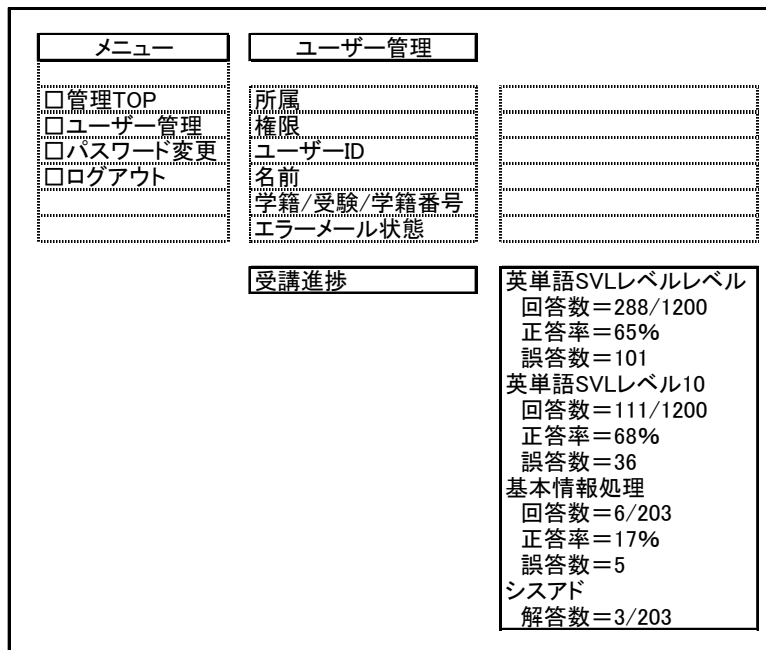 メニュー
ユーザー管理
□管理TOP
□ユーザー管理
□パスワード変更
□ログアウト
所属
権限
ユーザーID
名前
学籍/受験/学籍番号
エラーメール状態
受講進捗
英単語SVLレベルレベル
回答数＝288/1200
正答率＝65%
誤答数＝101
英単語SVLレベル10
回答数＝111/1200
正答率＝68%
誤答数＝36
基本情報処理
回答数＝6/203
正答率＝17%
誤答数＝5
シスアド
解答数＝3/203